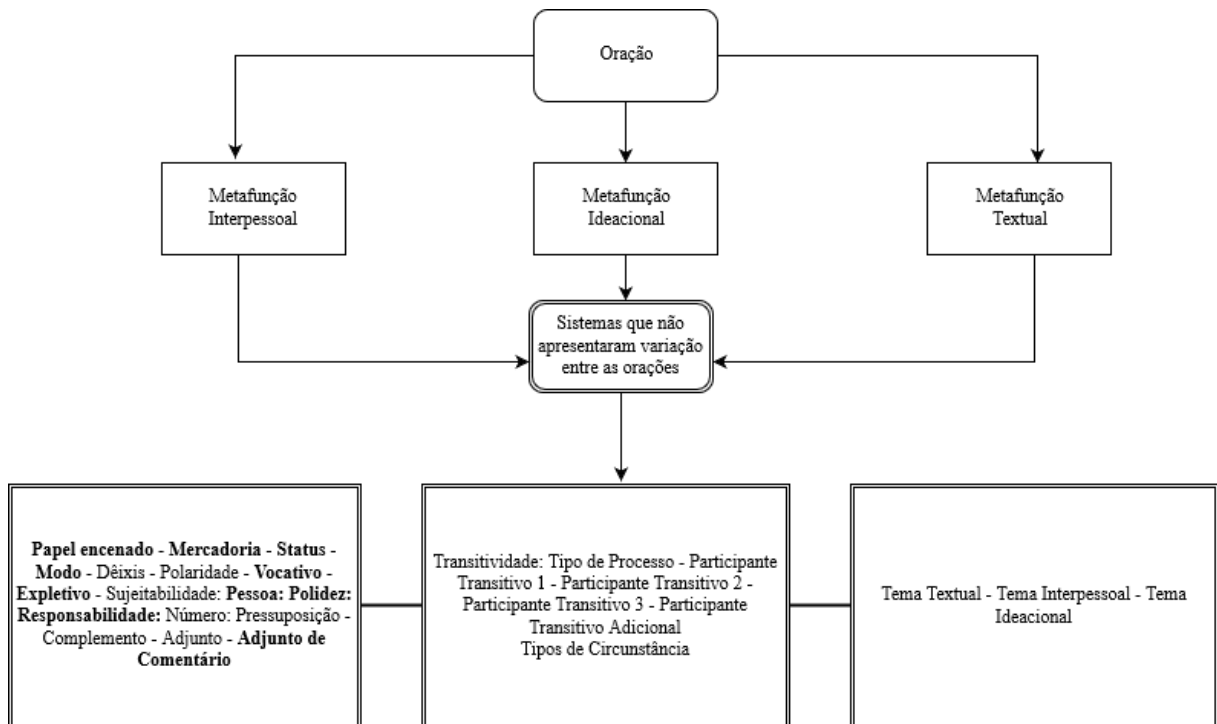 Oração
Metafunção
Interpessoal
Metafunção
Ideacional
Metafunção
Textual
Sistemas que não
apresentaram variação
entre as orações
Papel encenado - Mercadoria - Status -
Modo - Dêixis - Polaridade - Vocativo -
Expletivo - Sujeitabilidade: Pessoa: Polidez:
Responsabilidade: Número: Pressuposição -
Complemento - Adjunto - Adjunto de
Comentário
Transitividade: Tipo de Processo - Participante
Transitivo 1 - Participante Transitivo 2 -
Participante Transitivo 3 - Participante
Transitivo Adicional
Tipos de Circunstância
Tema Textual - Tema Interpessoal - Tema
Ideacional